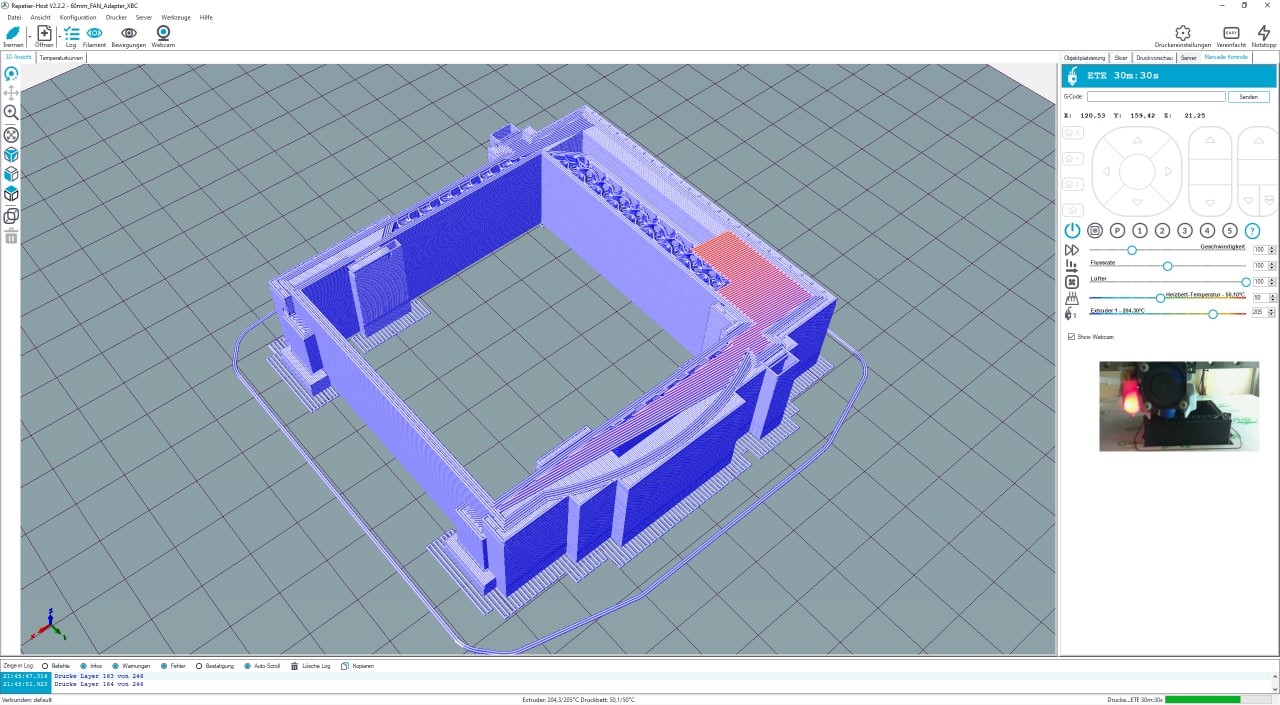 Repetier-Host V2.2.2 - 60mm_FAN_Adapter_XBC
Datei Ansicht Konfiguration Drucker Server Werkzeuge Hilfe
Trennen Öffnen Log Filament Bewegungen Webcam Druckereinstellungen EASY Vereinfacht Notstopp
3D Ansicht Temperaturkurven
Objektplatzierung Slicer Druckvorschau Server Manuelle Kontrolle
ETE 30m:30s
G-Code: Senden
X: 120,53 Y: 159,42 Z: 21,25
P 1 2 3 4 5 ?
Geschwindigkeit 100
Flussrate 100
Lüfter 100
Heizbett-Temperatur - 50,10°C 50
Extruder 1 - 204,30°C 205
Show Webcam
Zeige in Log: Befehle Infos Warnungen Fehler Bestätigung Auto-Scroll Lösche Log Kopieren
21:45:47.314 Drucke Layer 163 von 246
21:45:51.923 Drucke Layer 164 von 246
Verbunden: default Extruder: 204,3/205°C Druckbett: 50,1/50°C Drucke...ETE 30m:30s